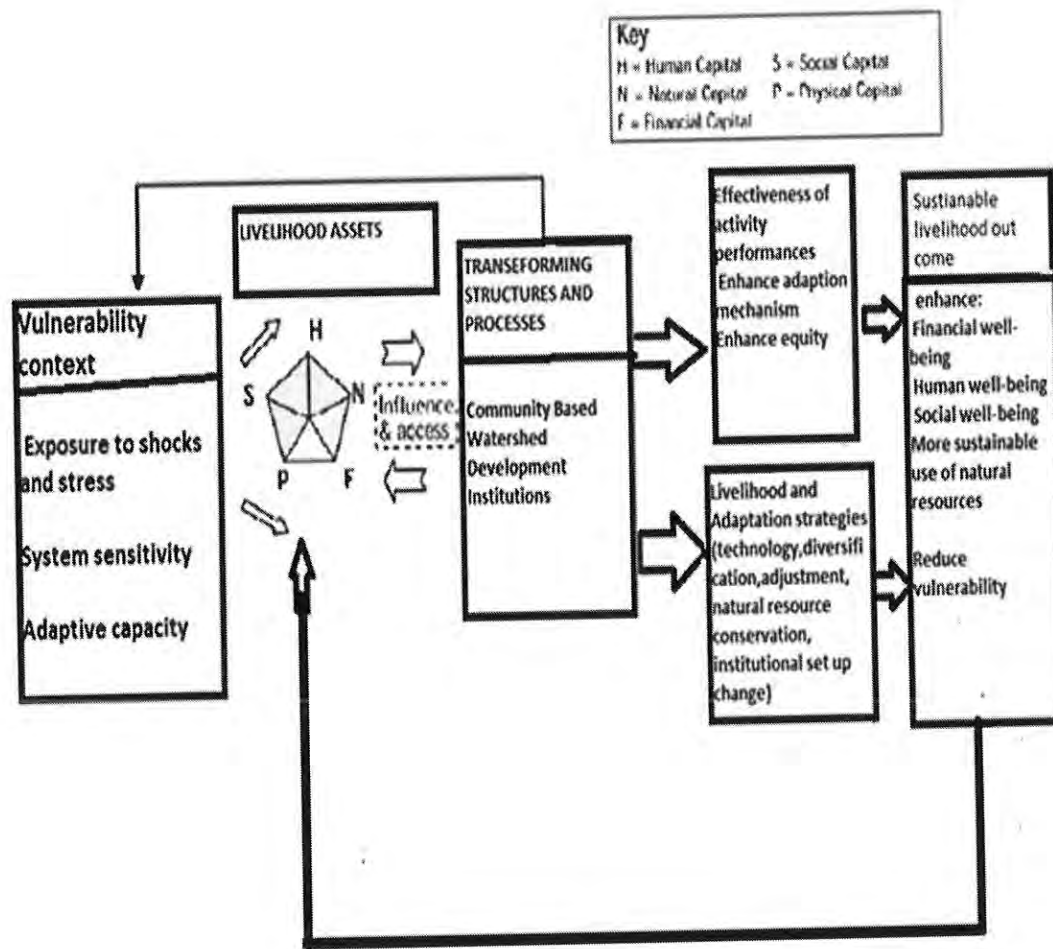 Key
H = Human Capital S = Social Capital
N = Natural Capital P = Physical Capital
F = Financial Capital
LIVELIHOOD ASSETS
Vulnerability
context
Exposure to shocks
and stress
System sensitivity
Adaptive capacity
H
S
N
P
F
Influence
& access
TRANSEFORMING
STRUCTURES AND
PROCESSES
Community Based
Watershed
Development
Institutions
Effectiveness of
activity
performances
Enhance adaption
mechanism
Enhance equity
Livelihood and
Adaptation strategies
(technology,diversifi
cation,adjustment,
natural resource
conservation,
institutional set up
change)
Sustianable
livelihood out
come
enhance:
Financial well-
being
Human well-being
Social well-being
More sustainable
use of natural
resources
Reduce
vulnerability